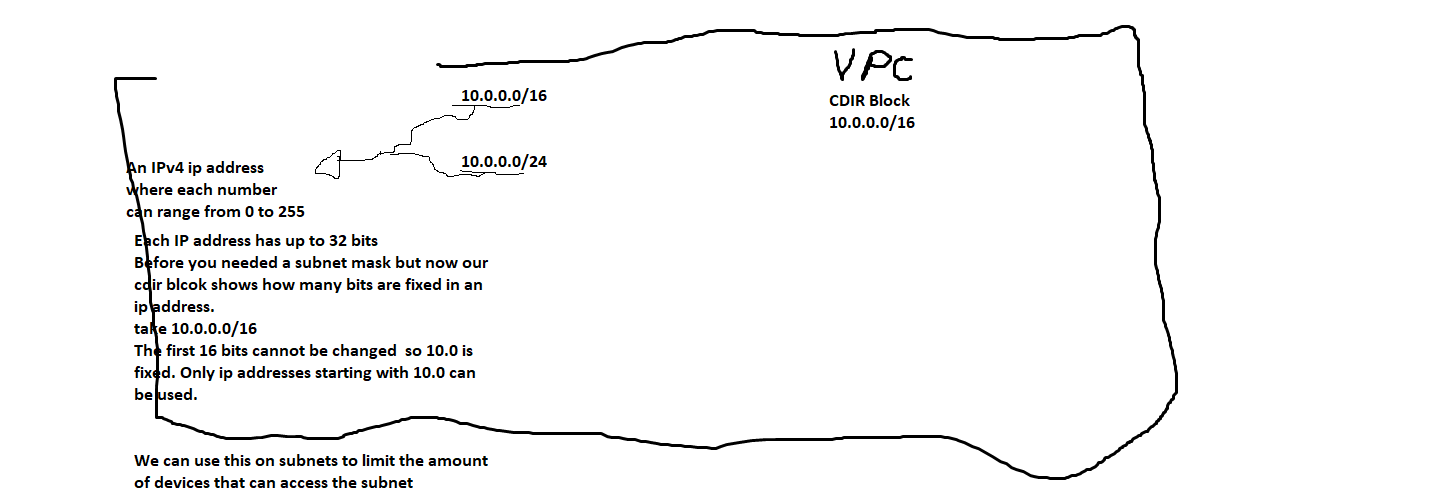 VPC
10.0.0.0/16
CDIR Block
10.0.0.0/16
10.0.0.0/24
An IPv4 ip address
where each number
can range from 0 to 255
Each IP address has up to 32 bits
Before you needed a subnet mask but now our
cdir blcok shows how many bits are fixed in an
ip address.
take 10.0.0.0/16
The first 16 bits cannot be changed so 10.0 is
fixed. Only ip addresses starting with 10.0 can
be used.
We can use this on subnets to limit the amount
of devices that can access the subnet